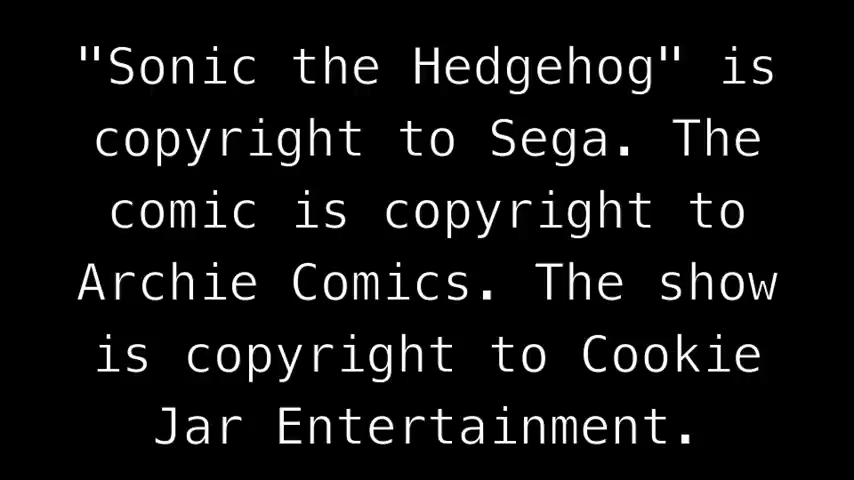 "Sonic the Hedgehog" is
copyright to Sega. The
comic is copyright to
Archie Comics. The show
is copyright to Cookie
Jar Entertainment.